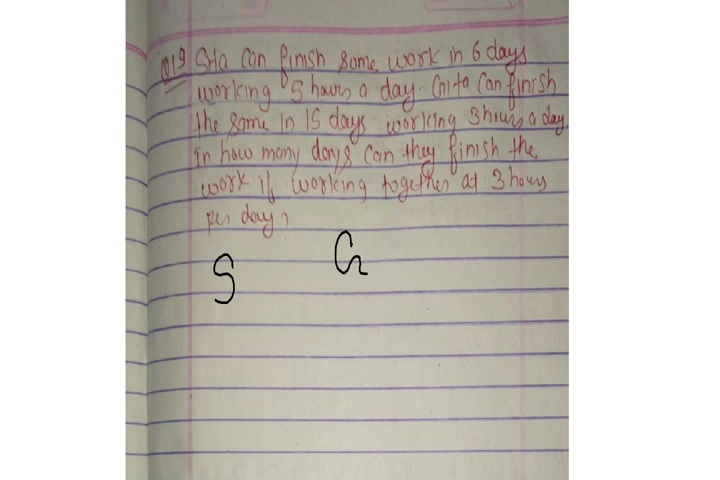 Q19 Sita can finish some work in 6 days
working 5 hours a day. Gita can finish
the same in 15 days working 3 hours a day
In how many days can they finish the
work if working together at 3 hours
per day?
S G